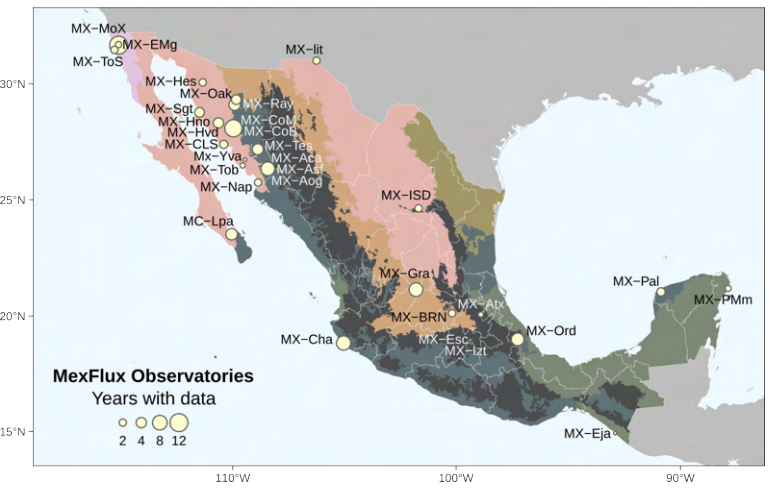 MX−MoX
MX−EMg
MX−ToS
MX−lit
30°N
MX−Hes
MX−Oak
MX−Ray
MX−Sgt
MX−CoM
MX−Hno
MX−CoB
MX−Hvd
MX−CLS
MX−Tes
Mx−Yva
MX−Aca
MX−Tob
MX−Asf
MX−Aog
MX−Nap
25°N
MX−ISD
MC−Lpa
MX−Gra
MX−Pal
MX−PMm
MX−Atx
20°N
MX−BRN
MX−Ord
MX−Cha
MX−Esc
MX−Izt
MexFlux Observatories
Years with data
2 4 8 12
15°N
MX−Eja
110°W 100°W 90°W